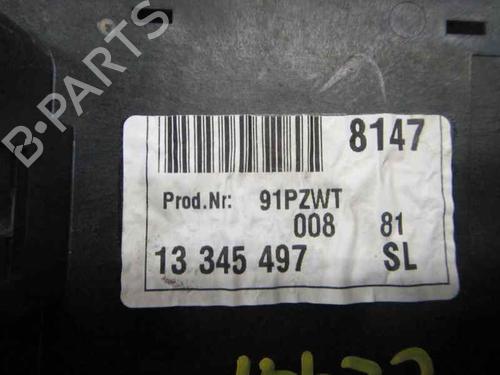 B-PARTS
8147
Prod.Nr: 91PZWT
008 81
13 345 497 SL